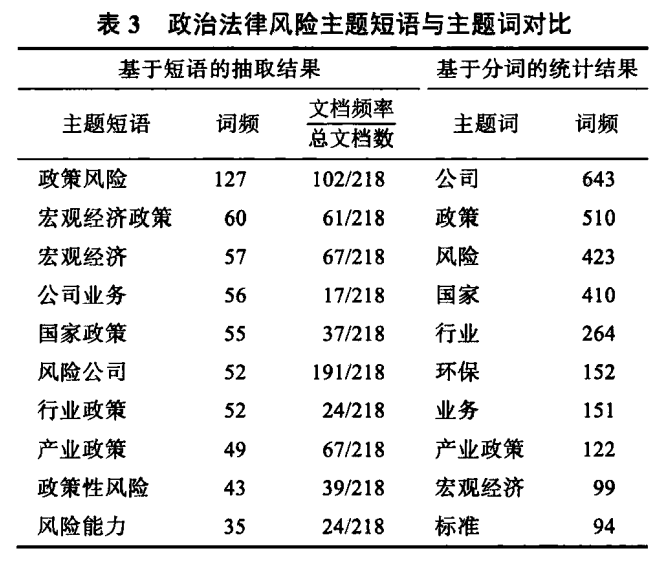 表 3 政治法律风险主题短语与主题词对比
基于短语的抽取结果 基于分词的统计结果
主题短语 词频 文档频率/总文档数 主题词 词频
政策风险 127 102/218 公司 643
宏观经济政策 60 61/218 政策 510
宏观经济 57 67/218 风险 423
公司业务 56 17/218 国家 410
国家政策 55 37/218 行业 264
风险公司 52 191/218 环保 152
行业政策 52 24/218 业务 151
产业政策 49 67/218 产业政策 122
政策性风险 43 39/218 宏观经济 99
风险能力 35 24/218 标准 94